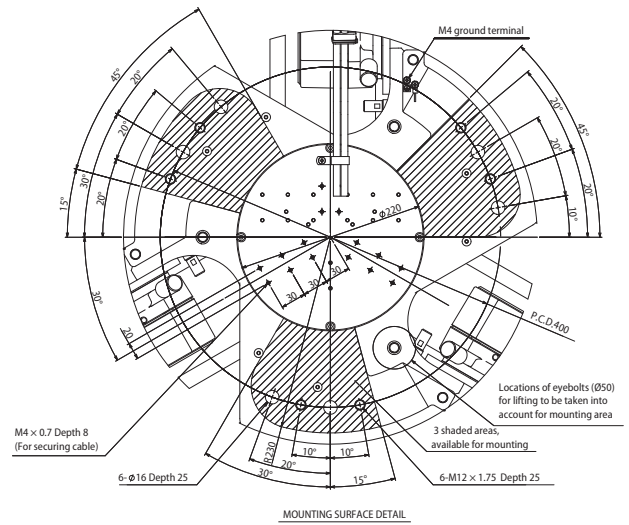 M4 ground terminal
45°
20°
20°
30°
20°
15°
20°
45°
20°
20°
10°
Φ220
30°
20
30
30
30
P.C.D.400
Locations of eyebolts (Ø50)
for lifting to be taken into
account for mounting area
M4 × 0.7 Depth 8
(For securing cable)
3 shaded areas,
available for mounting
R230
10°
10°
20°
30°
15°
6- ϕ16 Depth 25
6-M12 × 1.75 Depth 25
MOUNTING SURFACE DETAIL